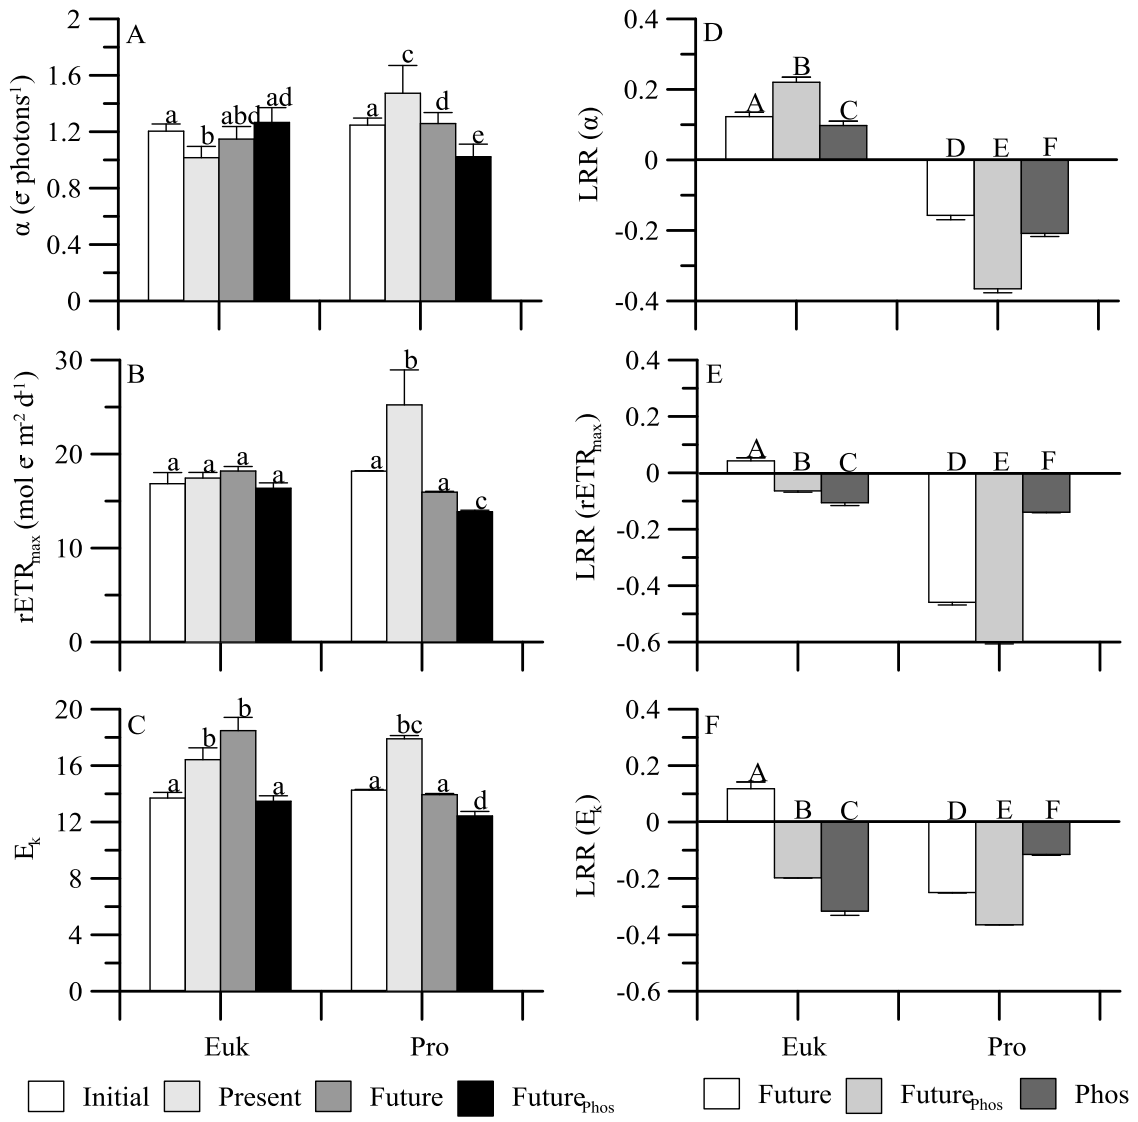 A
α (e- photons-1)
2
1.6
1.2
0.8
0.4
0
a
b
abd
ad
a
c
d
e
D
LRR (α)
0.4
0.2
0
-0.2
-0.4
A
B
C
D
E
F
B
rETRmax (mol e- m-2 d-1)
30
20
10
0
a
a
a
a
a
b
a
c
E
LRR (rETRmax)
0.4
0.2
0
-0.2
-0.4
-0.6
A
B
C
D
E
F
C
Ek
20
16
12
8
4
0
a
b
b
a
a
bc
a
d
F
LRR (Ek)
0.4
0.2
0
-0.2
-0.4
-0.6
A
B
C
D
E
F
Euk Pro
Euk Pro
Initial Present Future FuturePhos
Future FuturePhos Phos